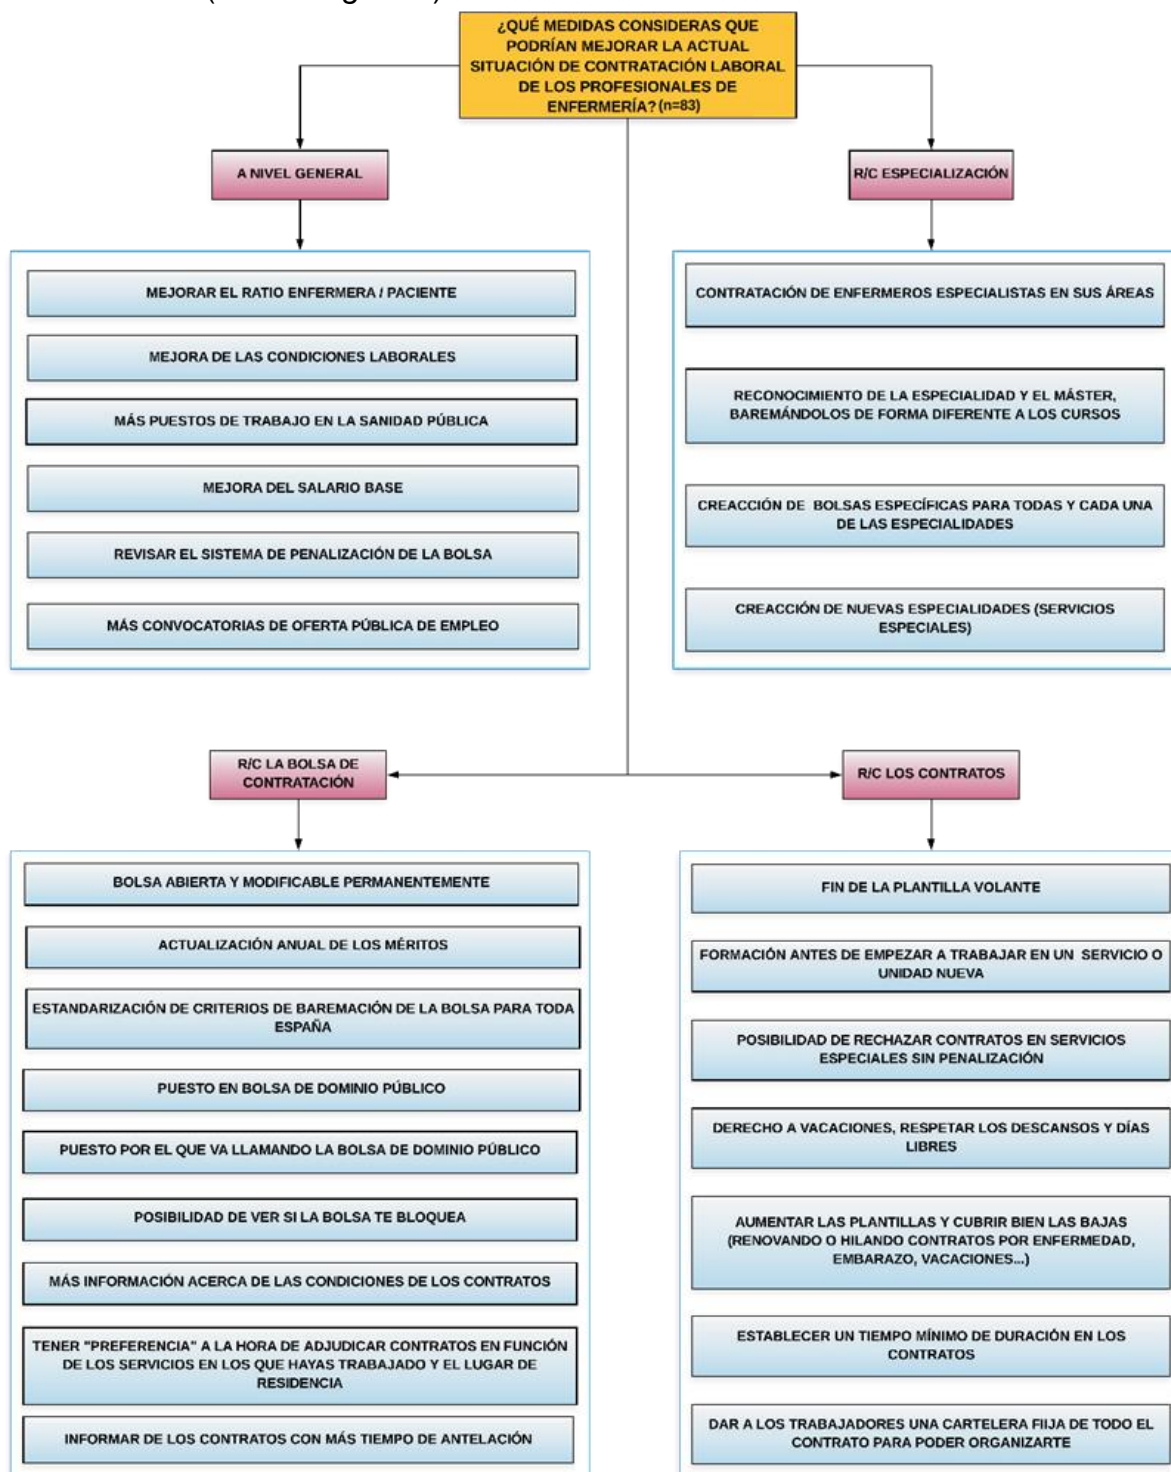 ¿QUÉ MEDIDAS CONSIDERAS QUE
PODRÍAN MEJORAR LA ACTUAL
SITUACIÓN DE CONTRATACIÓN LABORAL
DE LOS PROFESIONALES DE
ENFERMERÍA? (n=83)
A NIVEL GENERAL
MEJORAR EL RATIO ENFERMERA / PACIENTE
MEJORA DE LAS CONDICIONES LABORALES
MÁS PUESTOS DE TRABAJO EN LA SANIDAD PÚBLICA
MEJORA DEL SALARIO BASE
REVISAR EL SISTEMA DE PENALIZACIÓN DE LA BOLSA
MÁS CONVOCATORIAS DE OFERTA PÚBLICA DE EMPLEO
R/C ESPECIALIZACIÓN
CONTRATACIÓN DE ENFERMEROS ESPECIALISTAS EN SUS ÁREAS
RECONOCIMIENTO DE LA ESPECIALIDAD Y EL MÁSTER,
BAREMÁNDOLOS DE FORMA DIFERENTE A LOS CURSOS
CREACCIÓN DE BOLSAS ESPECÍFICAS PARA TODAS Y CADA UNA
DE LAS ESPECIALIDADES
CREACCIÓN DE NUEVAS ESPECIALIDADES (SERVICIOS
ESPECIALES)
R/C LA BOLSA DE
CONTRATACIÓN
BOLSA ABIERTA Y MODIFICABLE PERMANENTEMENTE
ACTUALIZACIÓN ANUAL DE LOS MÉRITOS
ESTANDARIZACIÓN DE CRITERIOS DE BAREMACIÓN DE LA BOLSA PARA TODA
ESPAÑA
PUESTO EN BOLSA DE DOMINIO PÚBLICO
PUESTO POR EL QUE VA LLAMANDO LA BOLSA DE DOMINIO PÚBLICO
POSIBILIDAD DE VER SI LA BOLSA TE BLOQUEA
MÁS INFORMACIÓN ACERCA DE LAS CONDICIONES DE LOS CONTRATOS
TENER "PREFERENCIA" A LA HORA DE ADJUDICAR CONTRATOS EN FUNCIÓN
DE LOS SERVICIOS EN LOS QUE HAYAS TRABAJADO Y EL LUGAR DE
RESIDENCIA
INFORMAR DE LOS CONTRATOS CON MÁS TIEMPO DE ANTELACIÓN
R/C LOS CONTRATOS
FIN DE LA PLANTILLA VOLANTE
FORMACIÓN ANTES DE EMPEZAR A TRABAJAR EN UN SERVICIO O
UNIDAD NUEVA
POSIBILIDAD DE RECHAZAR CONTRATOS EN SERVICIOS
ESPECIALES SIN PENALIZACIÓN
DERECHO A VACACIONES, RESPETAR LOS DESCANSOS Y DÍAS
LIBRES
AUMENTAR LAS PLANTILLAS Y CUBRIR BIEN LAS BAJAS
(RENOVANDO O HILANDO CONTRATOS POR ENFERMEDAD,
EMBARAZO, VACACIONES...)
ESTABLECER UN TIEMPO MÍNIMO DE DURACIÓN EN LOS
CONTRATOS
DAR A LOS TRABAJADORES UNA CARTELERA FIIJA DE TODO EL
CONTRATO PARA PODER ORGANIZARTE